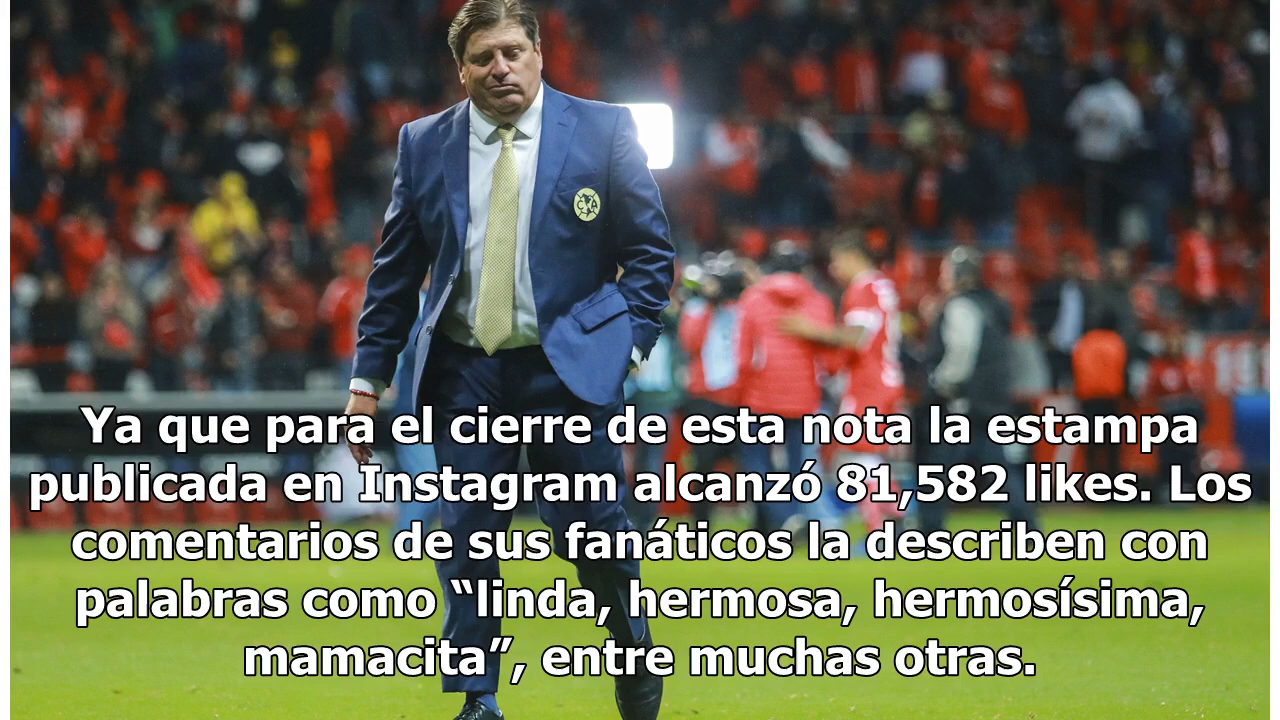 CA
Ya que para el cierre de esta nota la estampa
publicada en Instagram alcanzó 81,582 likes. Los
comentarios de sus fanáticos la describen con
palabras como “linda, hermosa, hermosísima,
mamacita”, entre muchas otras.